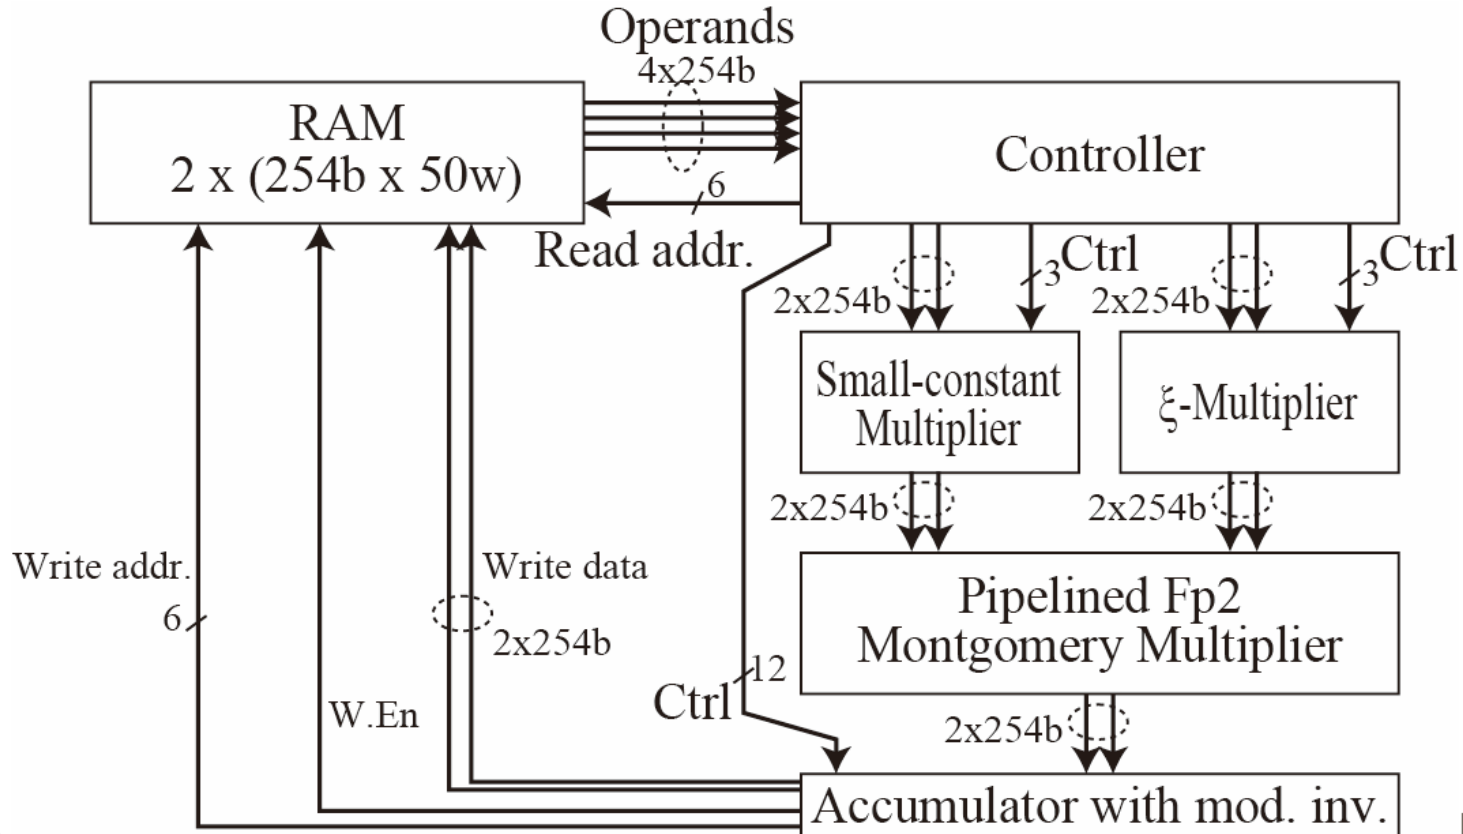 Operands
4x254b
RAM
2 x (254b x 50w)
Controller
6
Read addr.
2x254b
3
Ctrl
2x254b
3
Ctrl
Small-constant
Multiplier
ξ-Multiplier
2x254b
2x254b
Write addr.
6
Write data
2x254b
Pipelined Fp2
Montgomery Multiplier
W.En
Ctrl
12
2x254b
Accumulator with mod. inv.